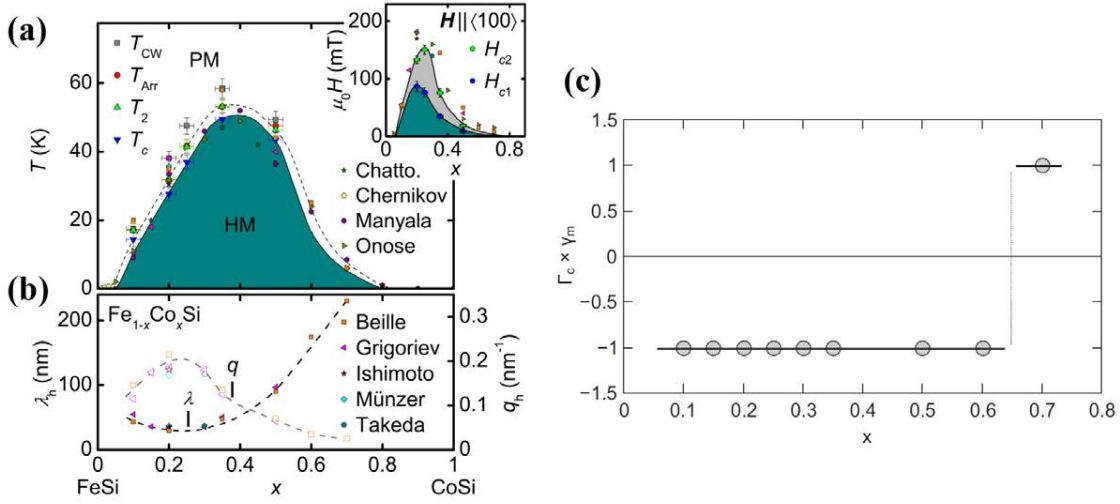 (a)
T_CW
T_Arr
T_2
T_c
PM
HM
T (K)
60
40
20
0
H || ⟨100⟩
H_c2
H_c1
μ₀H (mT)
200
100
0
0 0.4 0.8
x
Chatto.
Chernikov
Manyala
Onose
(b)
Fe₁₋ₓCoₓSi
λ_h (nm)
200
100
0
q_h (nm⁻¹)
0.3
0.2
0.1
0
λ
q
Beille
Grigoriev
Ishimoto
Münzer
Takeda
0 0.2 0.4 0.6 0.8 1
FeSi x CoSi
(c)
Γ_c × γ_m
1.5
1
0.5
0
−0.5
−1
−1.5
0 0.1 0.2 0.3 0.4 0.5 0.6 0.7 0.8
x